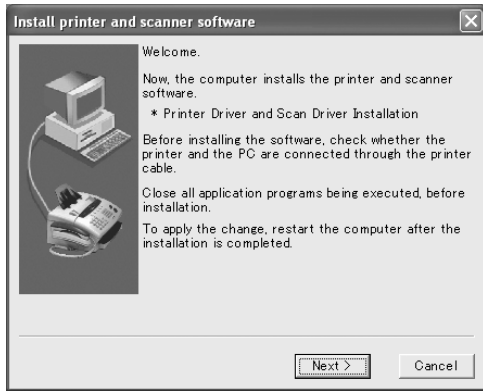 Install printer and scanner software
Welcome.
Now, the computer installs the printer and scanner
software.
* Printer Driver and Scan Driver Installation
Before installing the software, check whether the
printer and the PC are connected through the printer
cable.
Close all application programs being executed, before
installation.
To apply the change, restart the computer after the
installation is completed.
Next >
Cancel